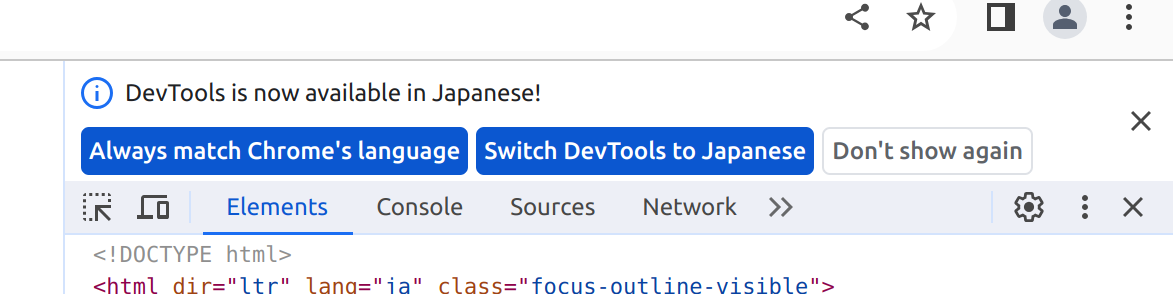 DevTools is now available in Japanese!
Always match Chrome's language Switch DevTools to Japanese Don't show again
Elements Console Sources Network
<!DOCTYPE html>
<html dir="ltr" lang="ja" class="focus-outline-visible">